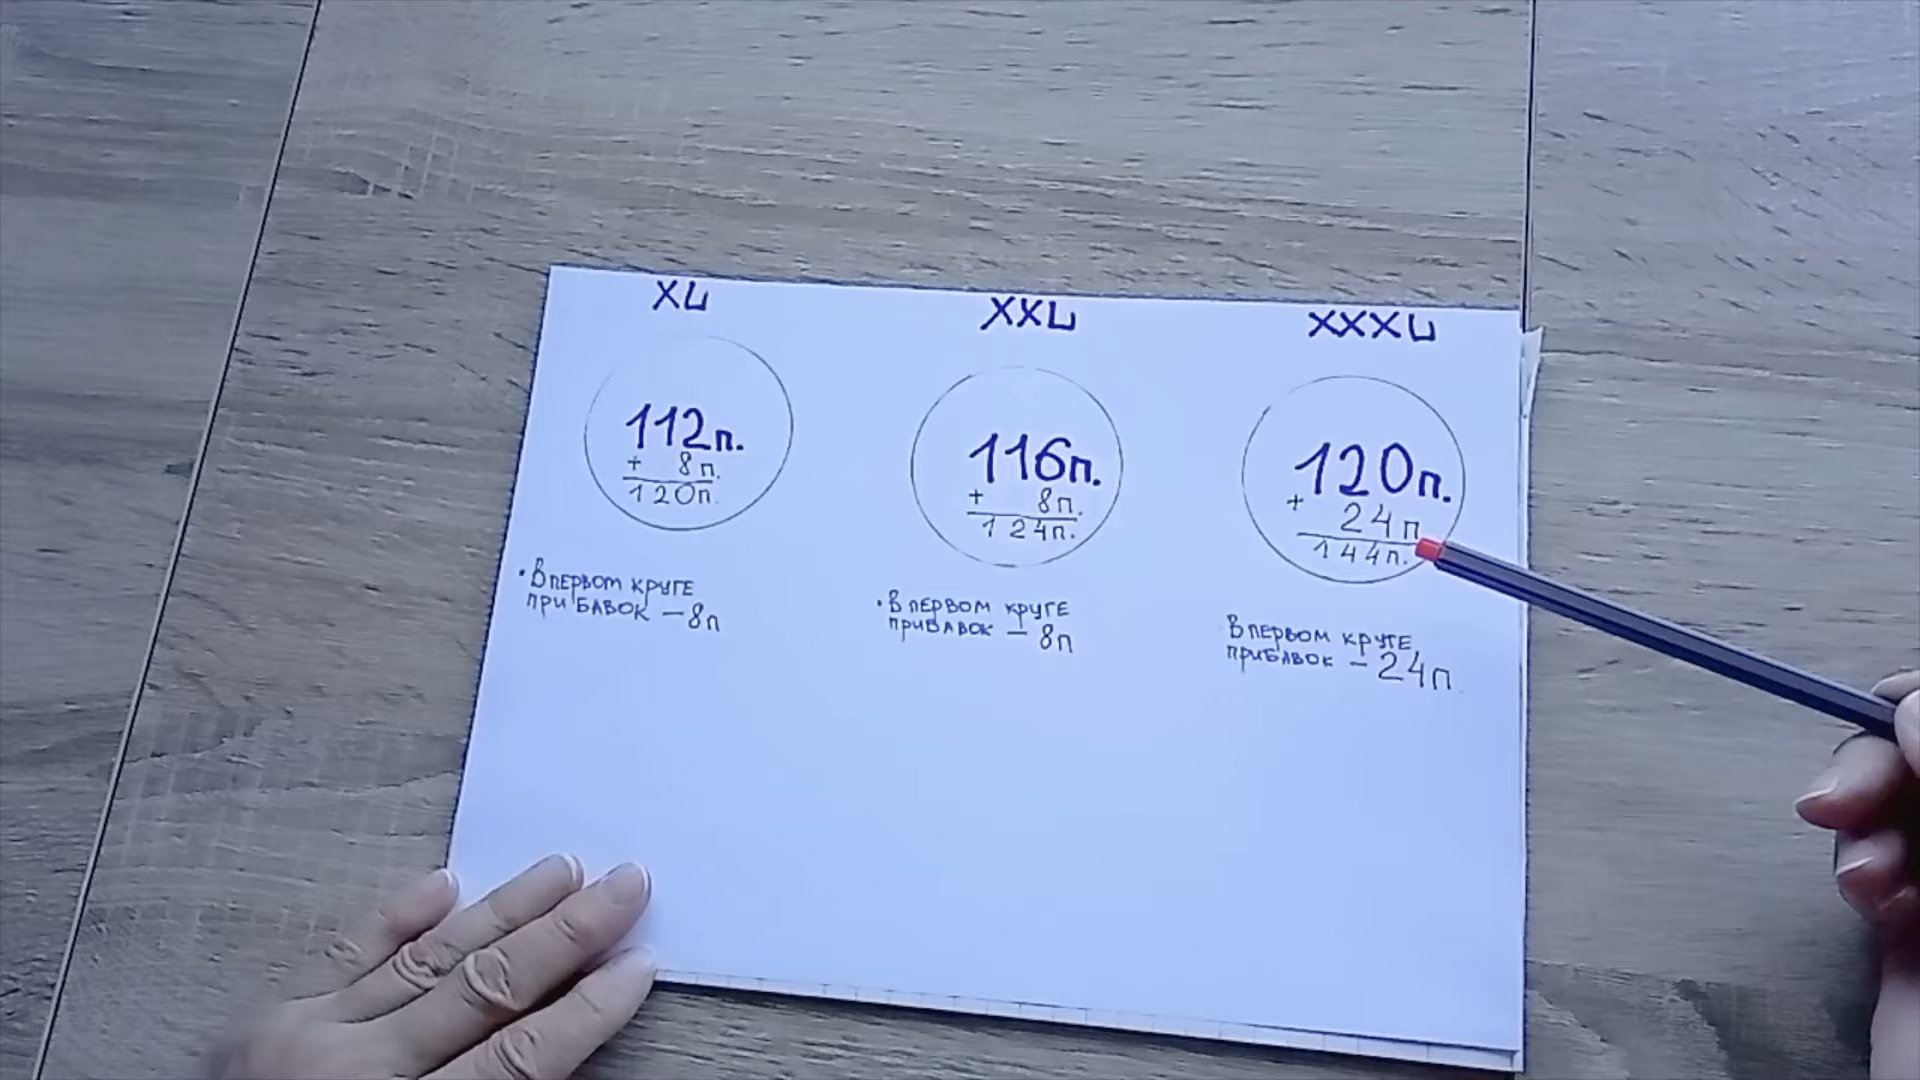 XL
112п.
+ 8п.
120п.
• В первом круге
прибавок – 8п
XXL
116п.
+ 8п.
124п.
• В первом круге
прибавок – 8п
XXXL
120п.
+ 24п
144п.
В первом круге
прибавок – 24п.